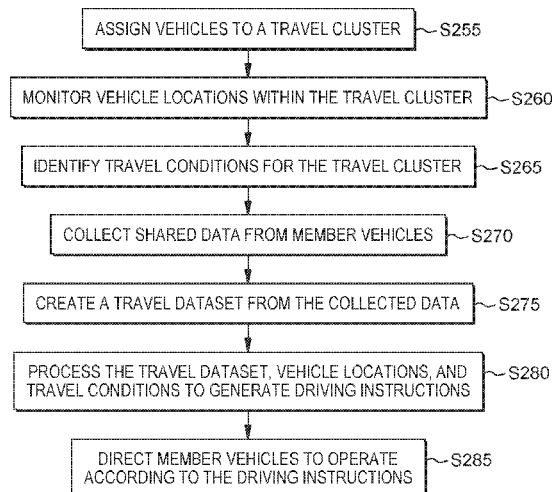 ASSIGN VEHICLES TO A TRAVEL CLUSTER S255
MONITOR VEHICLE LOCATIONS WITHIN THE TRAVEL CLUSTER S260
IDENTIFY TRAVEL CONDITIONS FOR THE TRAVEL CLUSTER S265
COLLECT SHARED DATA FROM MEMBER VEHICLES S270
CREATE A TRAVEL DATASET FROM THE COLLECTED DATA S275
PROCESS THE TRAVEL DATASET, VEHICLE LOCATIONS, AND
TRAVEL CONDITIONS TO GENERATE DRIVING INSTRUCTIONS S280
DIRECT MEMBER VEHICLES TO OPERATE S285
ACCORDING TO THE DRIVING INSTRUCTIONS